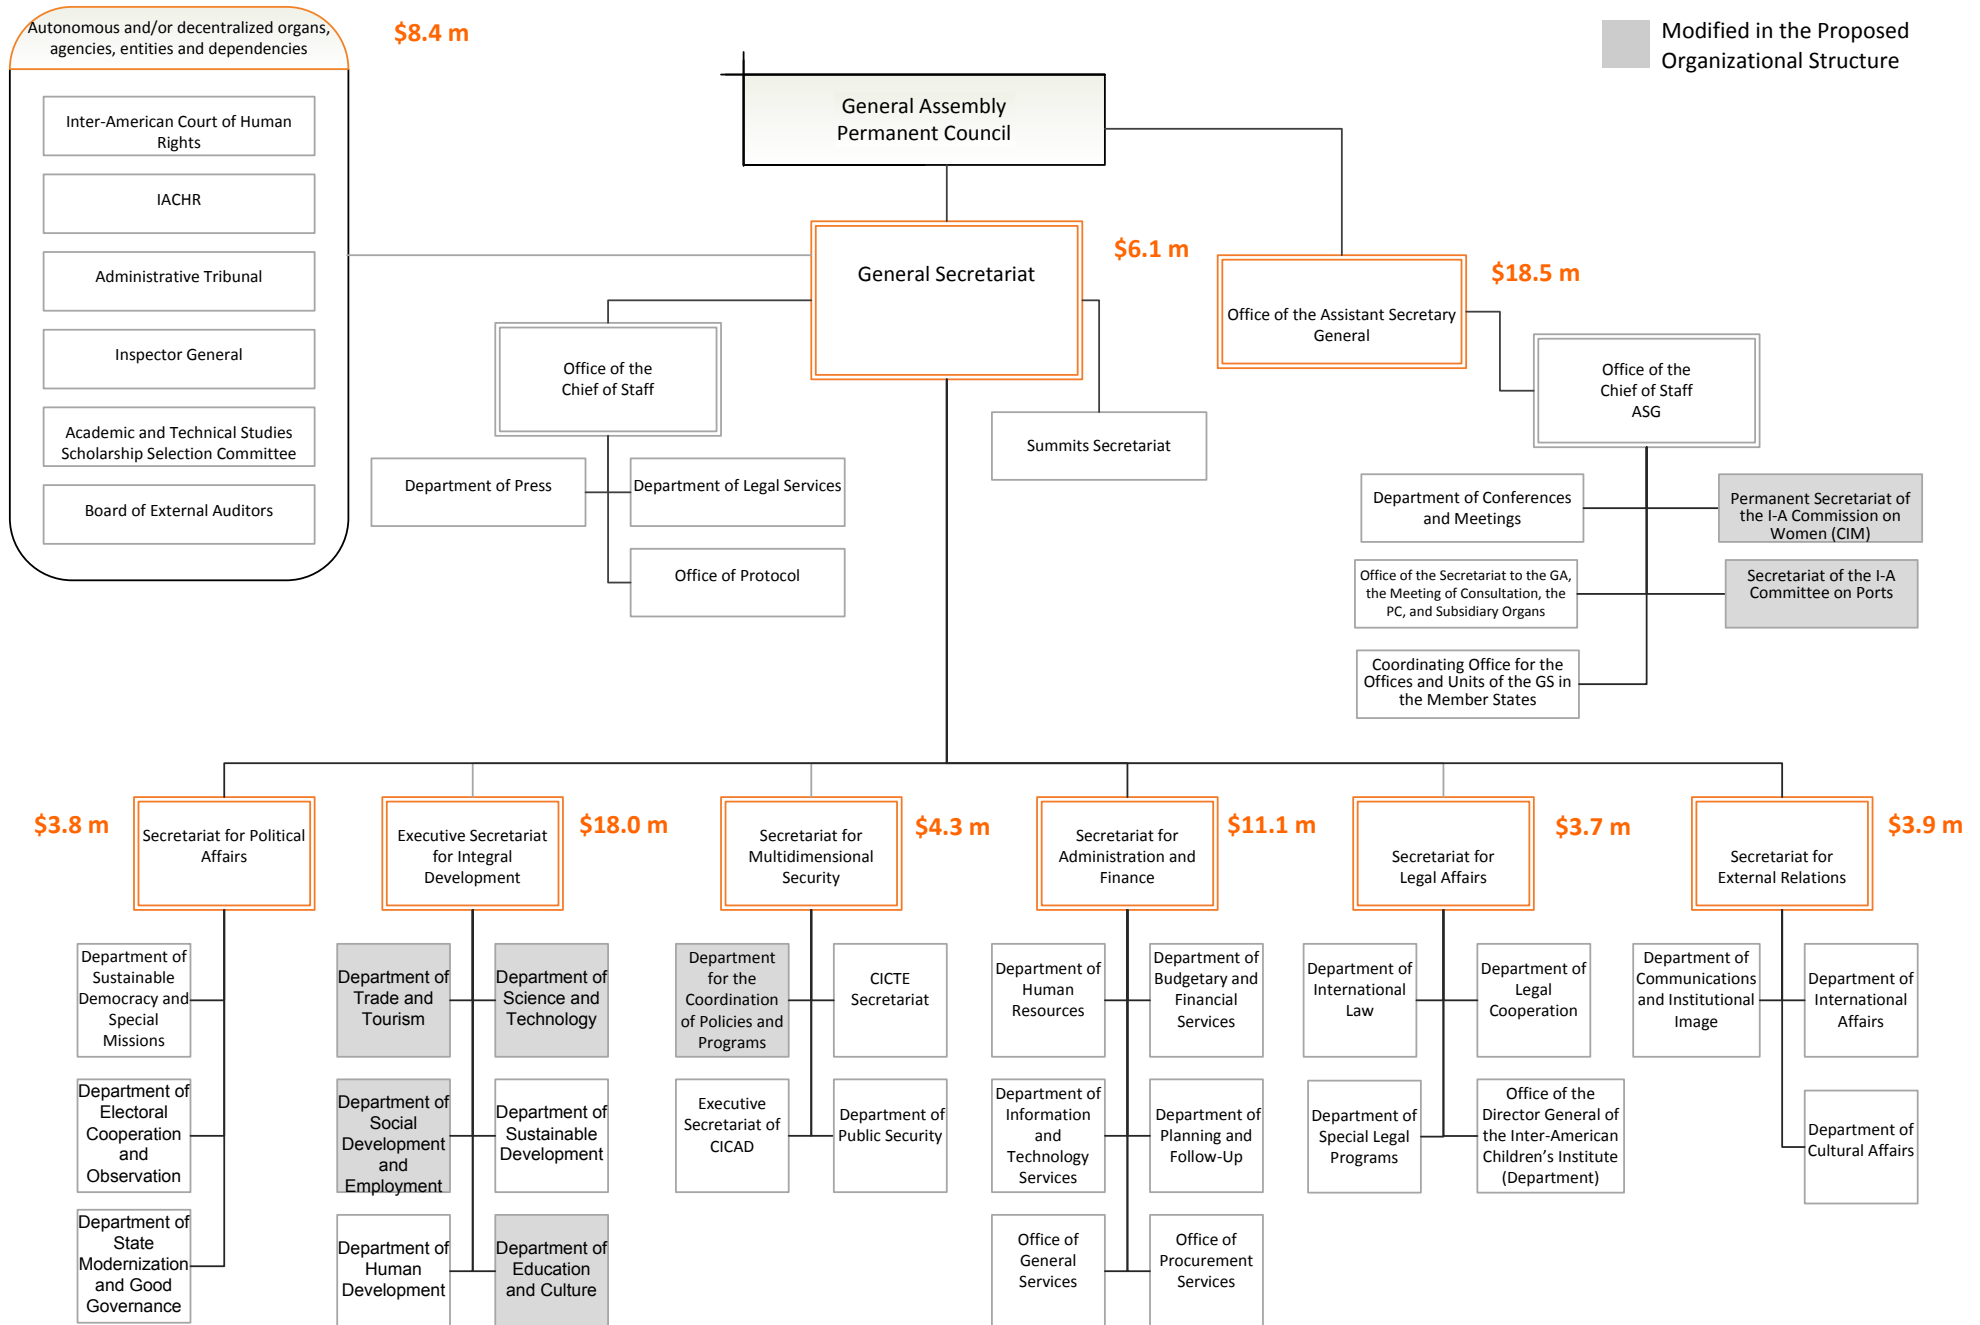 Autonomous and/or decentralized organs,
agencies, entities and dependencies
$8.4 m
Inter-American Court of Human
Rights
IACHR
Administrative Tribunal
Inspector General
Academic and Technical Studies
Scholarship Selection Committee
Board of External Auditors
Modified in the Proposed
Organizational Structure
General Assembly
Permanent Council
General Secretariat
$6.1 m
Office of the Assistant Secretary
General
$18.5 m
Office of the
Chief of Staff
Department of Press
Department of Legal Services
Office of Protocol
Summits Secretariat
Office of the
Chief of Staff
ASG
Department of Conferences
and Meetings
Permanent Secretariat of
the I-A Commission on
Women (CIM)
Office of the Secretariat to the GA,
the Meeting of Consultation, the
PC, and Subsidiary Organs
Secretariat of the I-A
Committee on Ports
Coordinating Office for the
Offices and Units of the GS in
the Member States
$3.8 m
Secretariat for Political
Affairs
Department of
Sustainable
Democracy and
Special
Missions
Department of
Electoral
Cooperation
and
Observation
Department of
State
Modernization
and Good
Governance
Executive Secretariat
for Integral
Development
$18.0 m
Department of
Trade and
Tourism
Department of
Science and
Technology
Department of
Social
Development
and
Employment
Department of
Sustainable
Development
Department of
Human
Development
Department of
Education
and Culture
Secretariat for
Multidimensional
Security
$4.3 m
Department
for the
Coordination
of Policies and
Programs
CICTE
Secretariat
Executive
Secretariat of
CICAD
Department of
Public Security
Secretariat for
Administration and
Finance
$11.1 m
Department of
Human
Resources
Department of
Budgetary and
Financial
Services
Department of
Information
and
Technology
Services
Department of
Planning and
Follow-Up
Office of
General
Services
Office of
Procurement
Services
Secretariat for
Legal Affairs
$3.7 m
Department of
International
Law
Department of
Legal
Cooperation
Department of
Special Legal
Programs
Office of the
Director General of
the Inter-American
Children’s Institute
(Department)
Secretariat for
External Relations
$3.9 m
Department of
Communications
and Institutional
Image
Department of
International
Affairs
Department of
Cultural Affairs